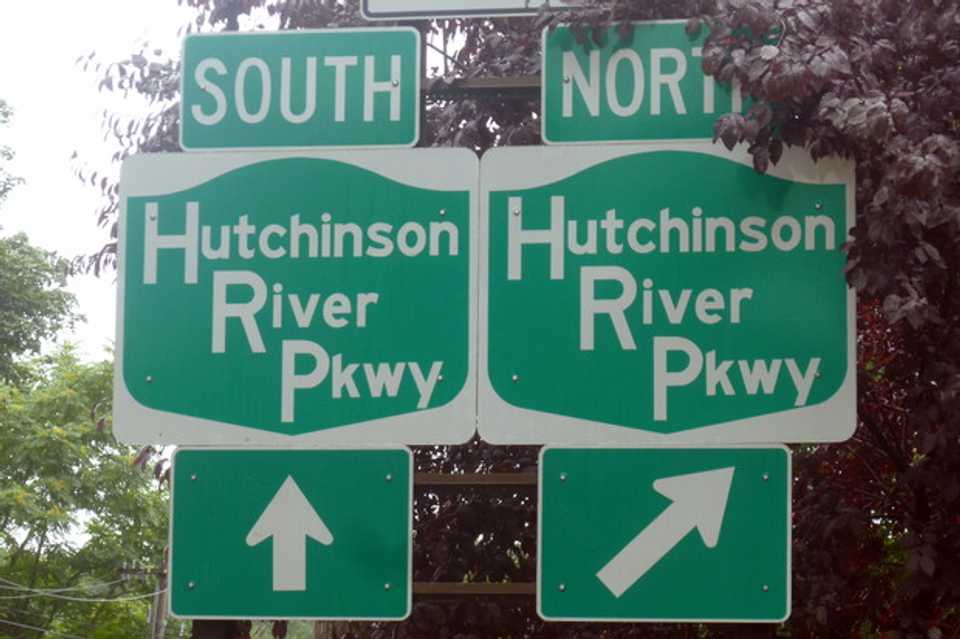 SOUTH
Hutchinson
River
Pkwy
NORT
Hutchinson
River
Pkwy